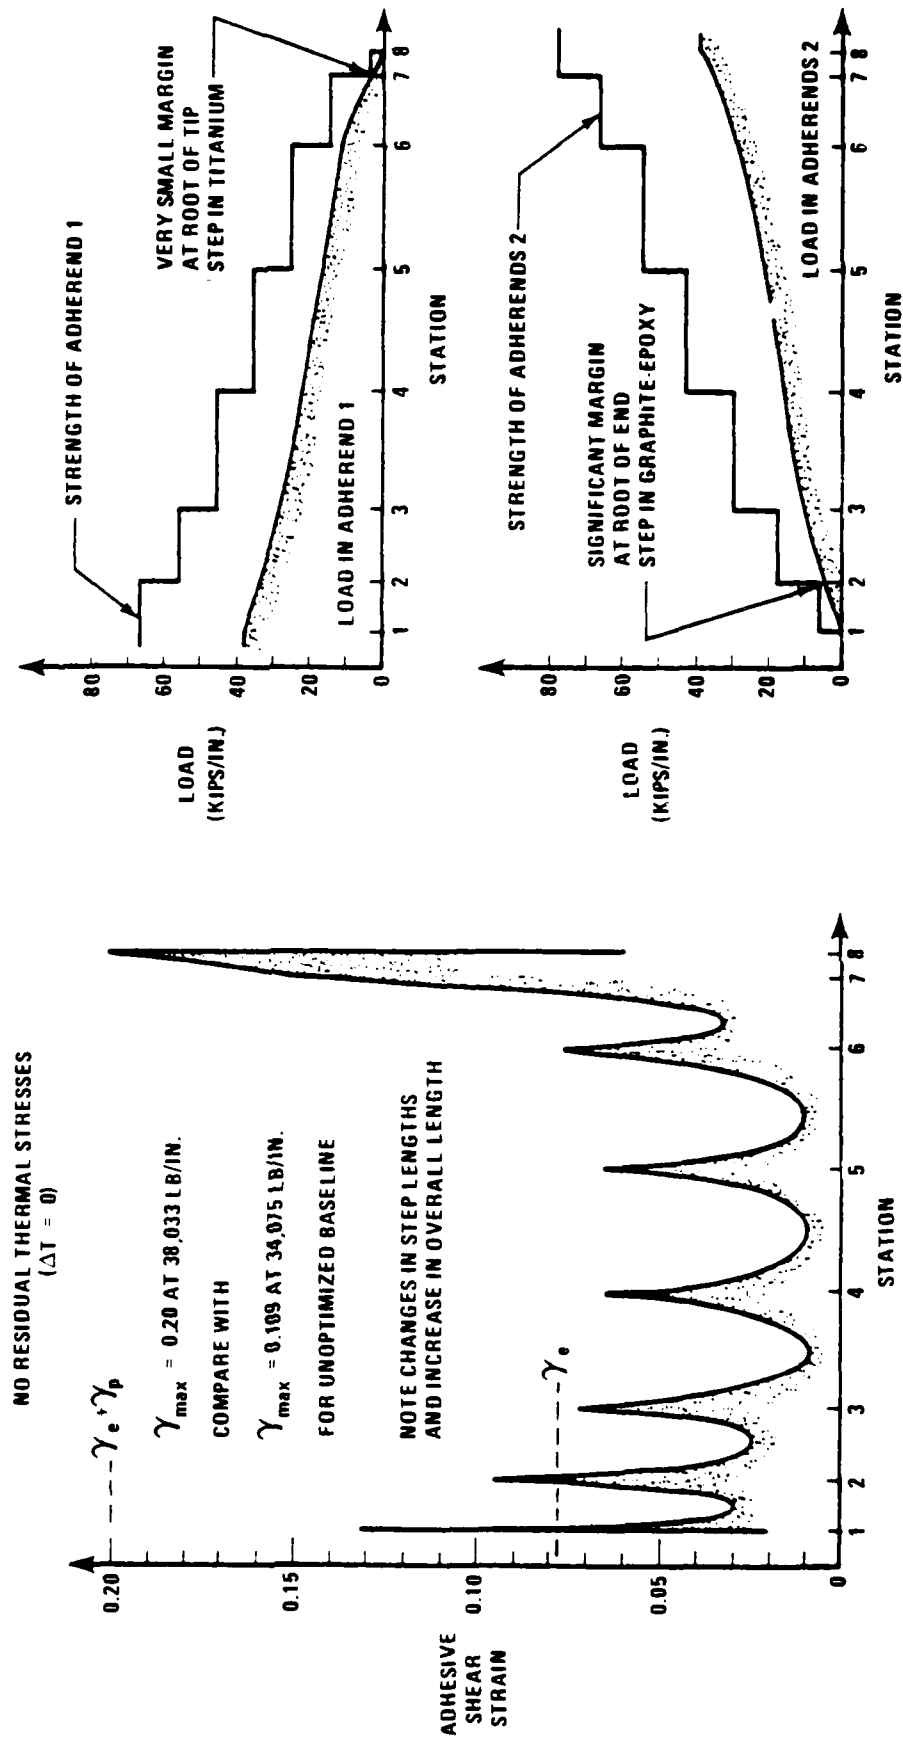 NO RESIDUAL THERMAL STRESSES
(ΔT = 0)
0.20
0.15
0.10
0.05
0
ADHESIVE
SHEAR
STRAIN
γe + γp
γmax = 0.20 AT 38,033 LB/IN.
COMPARE WITH
γmax = 0.109 AT 34,075 LB/IN.
FOR UNOPTIMIZED BASELINE
NOTE CHANGES IN STEP LENGTHS
AND INCREASE IN OVERALL LENGTH
γe
1 2 3 4 5 6 7 8
STATION
LOAD
(KIPS/IN.)
80
60
40
20
0
STRENGTH OF ADHEREND 1
VERY SMALL MARGIN
AT ROOT OF TIP
STEP IN TITANIUM
LOAD IN ADHEREND 1
1 2 3 4 5 6 7 8
STATION
LOAD
(KIPS/IN.)
80
60
40
20
0
STRENGTH OF ADHERENDS 2
SIGNIFICANT MARGIN
AT ROOT OF END
STEP IN GRAPHITE-EPOXY
LOAD IN ADHERENDS 2
1 2 3 4 5 6 7 8
STATION